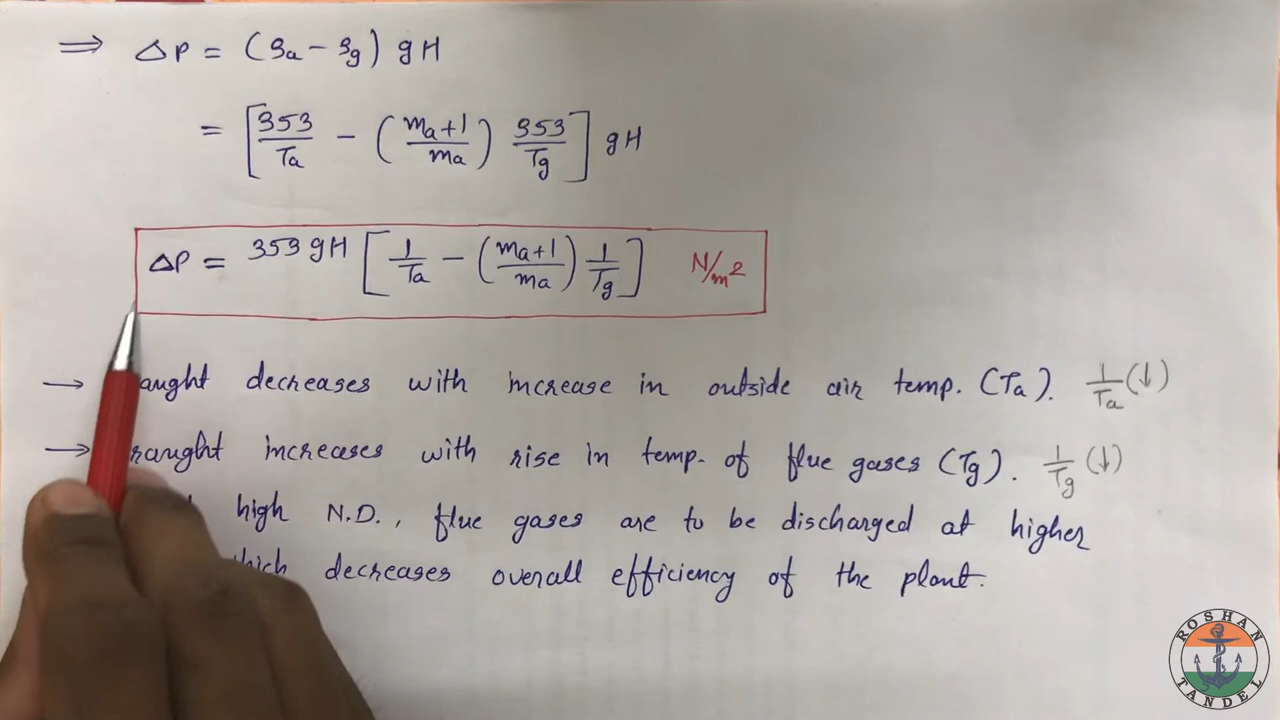 ⇒ ΔP = (ρa - ρg) gH
= [353/Ta - (ma+1/ma) 353/Tg] gH
ΔP = 353 gH [1/Ta - (ma+1/ma) 1/Tg] N/m²
→ aught decreases with increase in outside air temp. (Ta). 1/Ta (↓)
→ raught increases with rise in temp. of flue gases (Tg). 1/Tg (↓)
high N.D., flue gases are to be discharged at higher
hich decreases overall efficiency of the plant.
ROSHAN
TANDEL